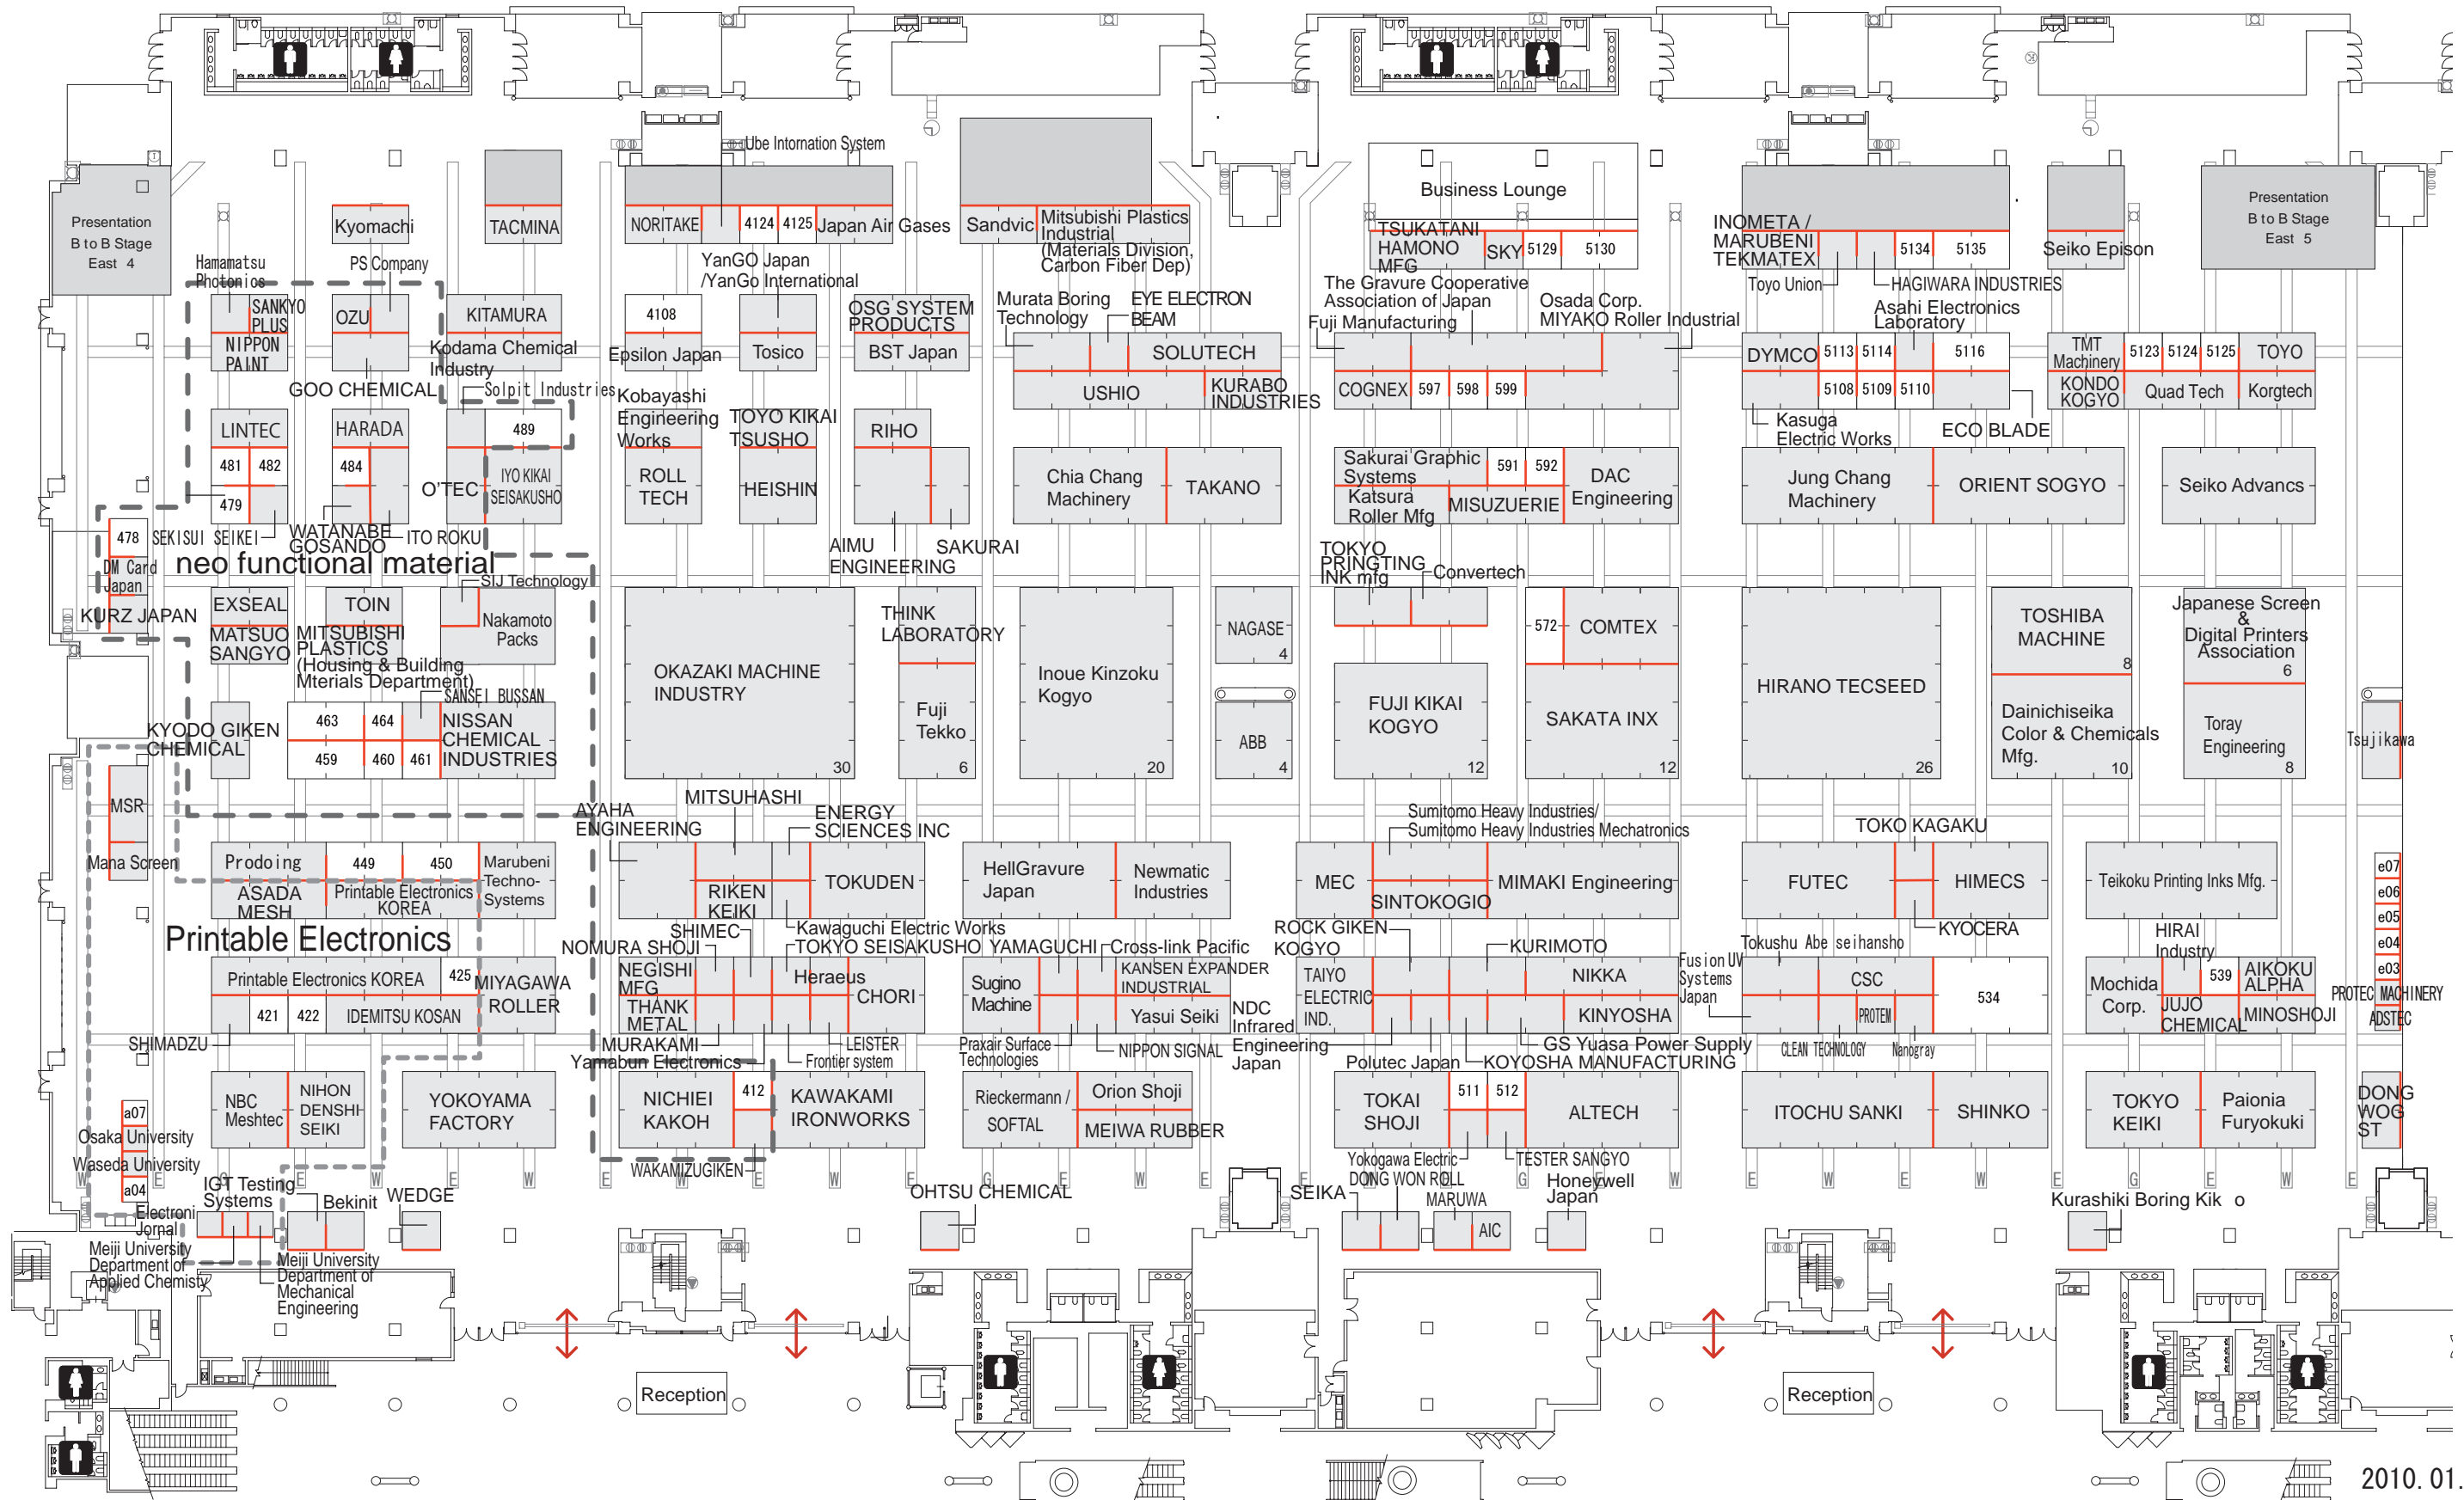 Ube Intornation System
Business Lounge
Presentation
B to B Stage
East 4
Kyomachi
TACMINA
NORITAKE
4124
4125
Japan Air Gases
Sandvic
Mitsubishi Plastics
Industrial
(Materials Division,
Carbon Fiber Dep)
TSUKATANI
HAMONO
MFG
SKY
5129
5130
INOMETA /
MARUBENI
TEKMATEX
5134
5135
Seiko Epison
Presentation
B to B Stage
East 5
Hamamatsu
Photonios
PS Company
YanGO Japan
/YanGo International
The Gravure Cooperative
Association of Japan
Toyo Union
HAGIWARA INDUSTRIES
SANKYO
PLUS
NIPPON
PAINT
OZU
KITAMURA
4108
OSG SYSTEM
PRODUCTS
Murata Boring
Technology
EYE ELECTRON
BEAM
Fuji Manufacturing
Osada Corp.
MIYAKO Roller Industrial
Asahi Electronics
Laboratory
Kodama Chemical
Industry
Epsilon Japan
Tosico
BST Japan
SOLUTECH
DYMCO
5113
5114
5116
TMT
Machinery
5123
5124
5125
TOYO
GOO CHEMICAL
Solpit Industries
USHIO
KURABO
INDUSTRIES
COGNEX
597
598
599
5108
5109
5110
KONDO
KOGYO
Quad Tech
Korgtech
Kobayashi
Engineering
Works
TOYO KIKAI
TSUSHO
LINTEC
HARADA
489
RIHO
Kasuga
Electric Works
ECO BLADE
481
482
484
479
O'TEC
IYO KIKAI
SEISAKUSHO
ROLL
TECH
HEISHIN
Chia Chang
Machinery
TAKANO
Sakurai Graphic
Systems
591
592
DAC
Engineering
Katsura
Roller Mfg
MISUZUERIE
Jung Chang
Machinery
ORIENT SOGYO
Seiko Advancs
478
SEKISUI SEIKEI
WATANABE
GOSANDO
ITO ROKU
AIMU
ENGINEERING
SAKURAI
neo functional material
DM Card
Japan
KURZ JAPAN
SIJ Technology
TOKYO
PRINGTING
INK mfg
Convertech
EXSEAL
MATSUO
SANGYO
TOIN
MITSUBISHI
PLASTICS
(Housing & Building
Mterials Department)
Nakamoto
Packs
OKAZAKI MACHINE
INDUSTRY
30
THINK
LABORATORY
Inoue Kinzoku
Kogyo
20
NAGASE
4
572
COMTEX
HIRANO TECSEED
26
TOSHIBA
MACHINE
8
Japanese Screen
&
Digital Printers
Association
6
SANSEI BUSSAN
KYODO GIKEN
CHEMICAL
463
464
459
460
461
NISSAN
CHEMICAL
INDUSTRIES
Fuji
Tekko
6
ABB
4
FUJI KIKAI
KOGYO
12
SAKATA INX
12
Dainichiseika
Color & Chemicals
Mfg.
10
Toray
Engineering
8
Tsujikawa
MSR
Mana Screen
AYAHA
ENGINEERING
MITSUHASHI
ENERGY
SCIENCES INC
Sumitomo Heavy Industries/
Sumitomo Heavy Industries Mechatronics
TOKO KAGAKU
Prodoing
449
450
Marubeni
Techno-
Systems
ASADA
MESH
Printable Electronics
KOREA
RIKEN
KEIKI
TOKUDEN
HellGravure
Japan
Newmatic
Industries
MEC
SINTOKOGIO
MIMAKI Engineering
FUTEC
HIMECS
Teikoku Printing Inks Mfg.
e07
e06
e05
e04
e03
PROTEC MACHINERY
ADSTEC
Printable Electronics
SHIMEC
NOMURA SHOJI
Kawaguchi Electric Works
TOKYO SEISAKUSHO
YAMAGUCHI
Cross-link Pacific
ROCK GIKEN
KOGYO
KURIMOTO
KYOCERA
Tokushu Abe seihansho
HIRAI
Industry
Printable Electronics KOREA
425
MIYAGAWA
ROLLER
421
422
IDEMITSU KOSAN
SHIMADZU
NEGISHI
MFG
THANK
METAL
Heraeus
CHORI
Sugino
Machine
KANSEN EXPANDER
INDUSTRIAL
Yasui Seiki
TAIYO
ELECTRIC
IND.
NIKKA
KINYOSHA
Fusion UV
Systems
Japan
CSC
PROTEM
534
Mochida
Corp.
539
AIKOKU
ALPHA
JUJO
CHEMICAL
MINOSHOJI
MURAKAMI
Yamabun Electronics
LEISTER
Frontier system
Praxair Surface
Technologies
NIPPON SIGNAL
NDC
Infrared
Engineering
Japan
Polutec Japan
GS Yuasa Power Supply
KOYOSHA MANUFACTURING
CLEAN TECHNOLOGY
Nanogray
NBC
Meshtec
NIHON
DENSHI
SEIKI
YOKOYAMA
FACTORY
NICHIEI
KAKOH
412
KAWAKAMI
IRONWORKS
Rieckermann /
SOFTAL
Orion Shoji
MEIWA RUBBER
TOKAI
SHOJI
511
512
ALTECH
ITOCHU SANKI
SHINKO
TOKYO
KEIKI
Paionia
Furyokuki
DONG
WOG
ST
a07
Osaka University
Waseda University
a04
WAKAMIZUGIKEN
Yokogawa Electric
TESTER SANGYO
W E G E W E W E W E G E W E F W E G E W E W E W E G E W E
IGT Testing
Systems
Bekinit
WEDGE
OHTSU CHEMICAL
SEIKA
DONG WON ROLL
MARUWA
AIC
Honeywell
Japan
Kurashiki Boring Kik o
Electroni
Jornal
Meiji University
Department of
Applied Chemisty
Meiji University
Department of
Mechanical
Engineering
Reception
Reception
2010. 01.